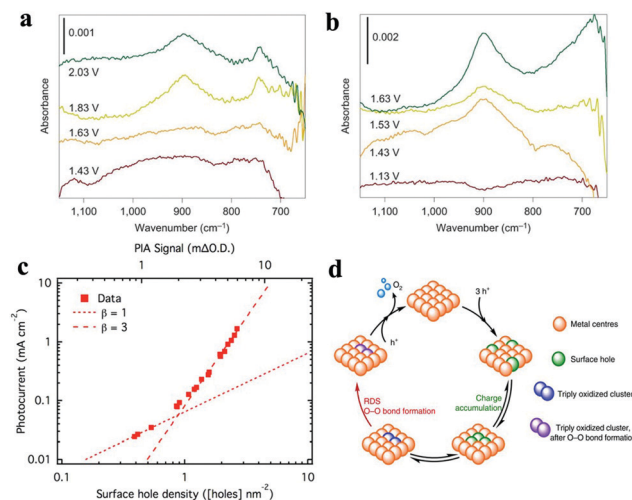 a
0.001
2.03 V
1.83 V
1.63 V
1.43 V
Absorbance
1,100 1,000 900 800 700
Wavenumber (cm⁻¹)
b
0.002
1.63 V
1.53 V
1.43 V
1.13 V
Absorbance
1,100 1,000 900 800 700
Wavenumber (cm⁻¹)
c
PIA Signal (mΔO.D.)
1 10
Data
β = 1
β = 3
Photocurrent (mA cm⁻²)
10
1
0.1
0.01
0.1 1 10
Surface hole density ([holes] nm⁻²)
d
O₂
3 h⁺
h⁺
RDS
O–O bond formation
Charge
accumulation
Metal centres
Surface hole
Triply oxidized cluster
Triply oxidized cluster,
after O–O bond formation